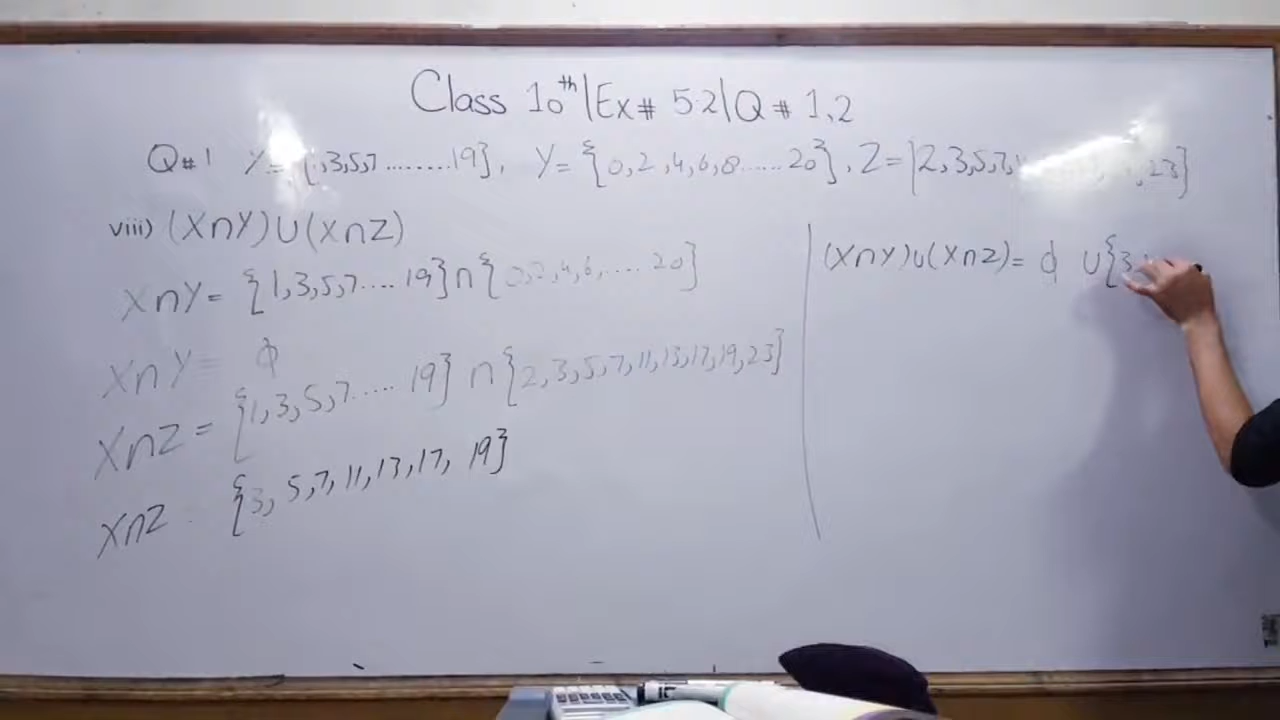 Class 10th | Ex# 5.2 | Q # 1,2
Q#1 Y= {1,3,5,7........19}, Y= {0,2,4,6,8......20}, Z= {2,3,5,7, ,23}
viii) (X∩Y)∪(X∩Z)
X∩Y= {1,3,5,7.... 19}∩{0,2,4,6,.... 20}
X∩Y= ϕ
X∩Z = {1,3,5,7..... 19} ∩ {2,3,5,7,11,13,17,19,23}
X∩Z {3, 5,7,11,13,17, 19}
(X∩Y)∪(X∩Z)= ϕ ∪{3,